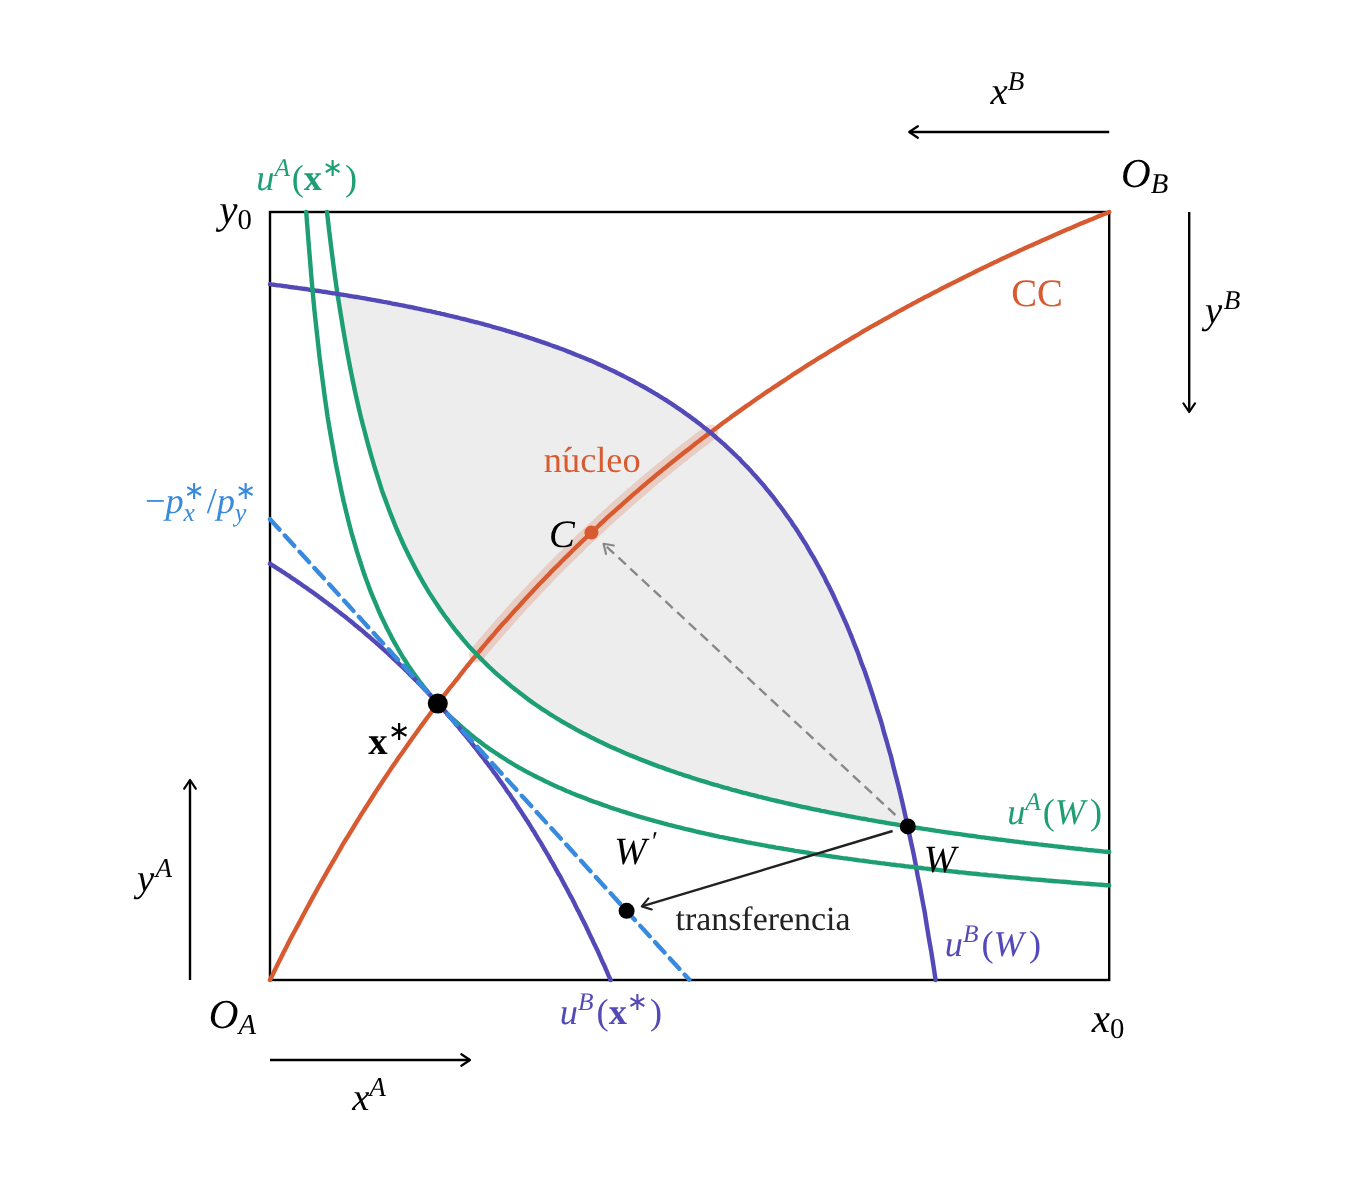 x^B
O_B
u^A(x*)
y_0
CC
y^B
núcleo
−p_x^*/p_y^*
C
x*
u^A(W)
W′
W
y^A
transferencia
u^B(W)
O_A
u^B(x*)
x_0
x^A